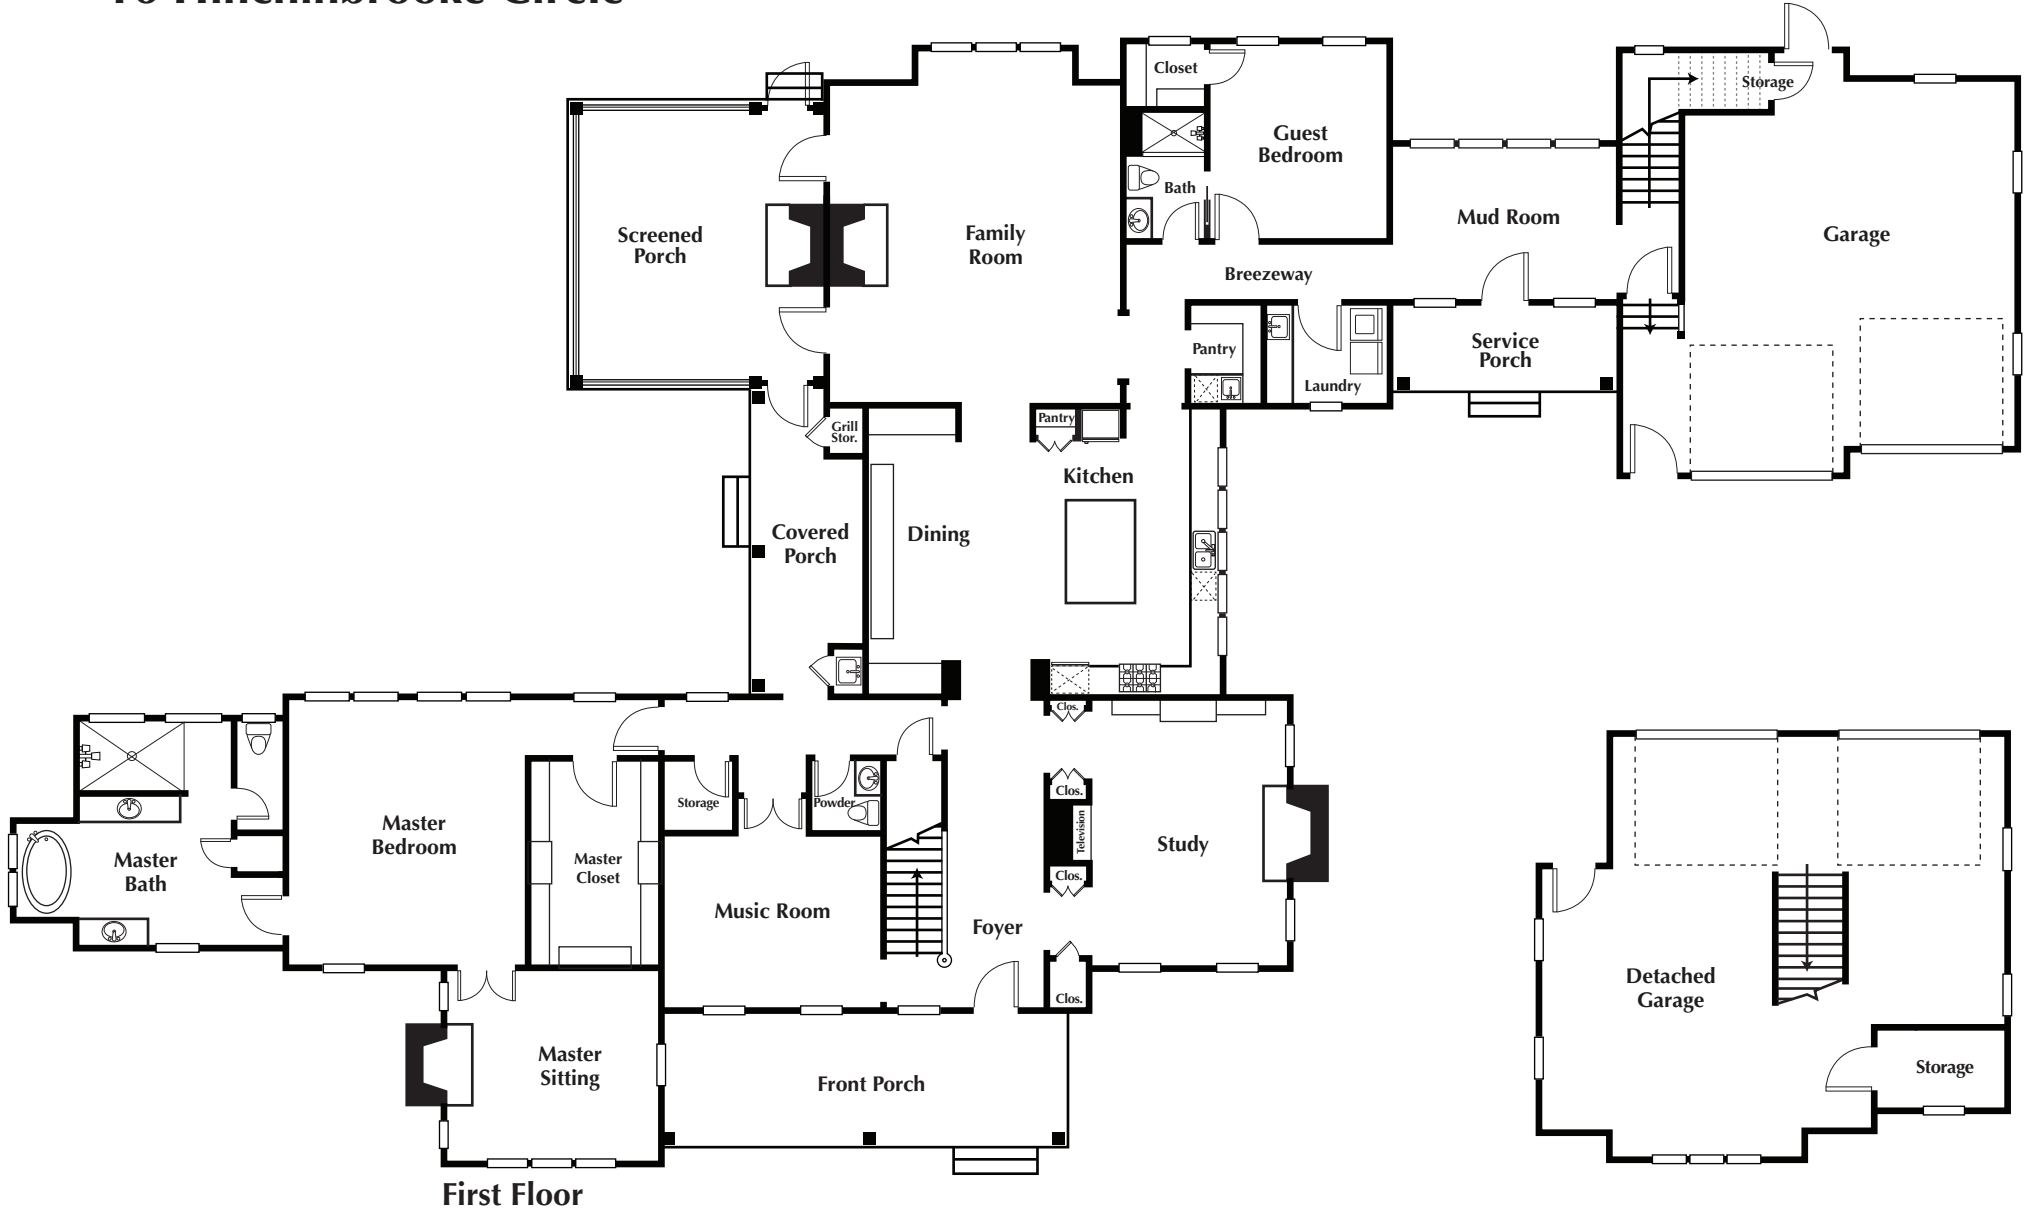 Closet
Storage
Guest
Bedroom
Bath
Mud Room
Screened
Porch
Family
Room
Garage
Breezeway
Pantry
Service
Porch
Laundry
Grill
Stor.
Pantry
Kitchen
Covered
Porch
Dining
Clos.
Clos.
Storage
Powder
Television
Master
Bedroom
Master
Bath
Master
Closet
Study
Clos.
Music Room
Foyer
Clos.
Detached
Garage
Storage
Master
Sitting
Front Porch
First Floor